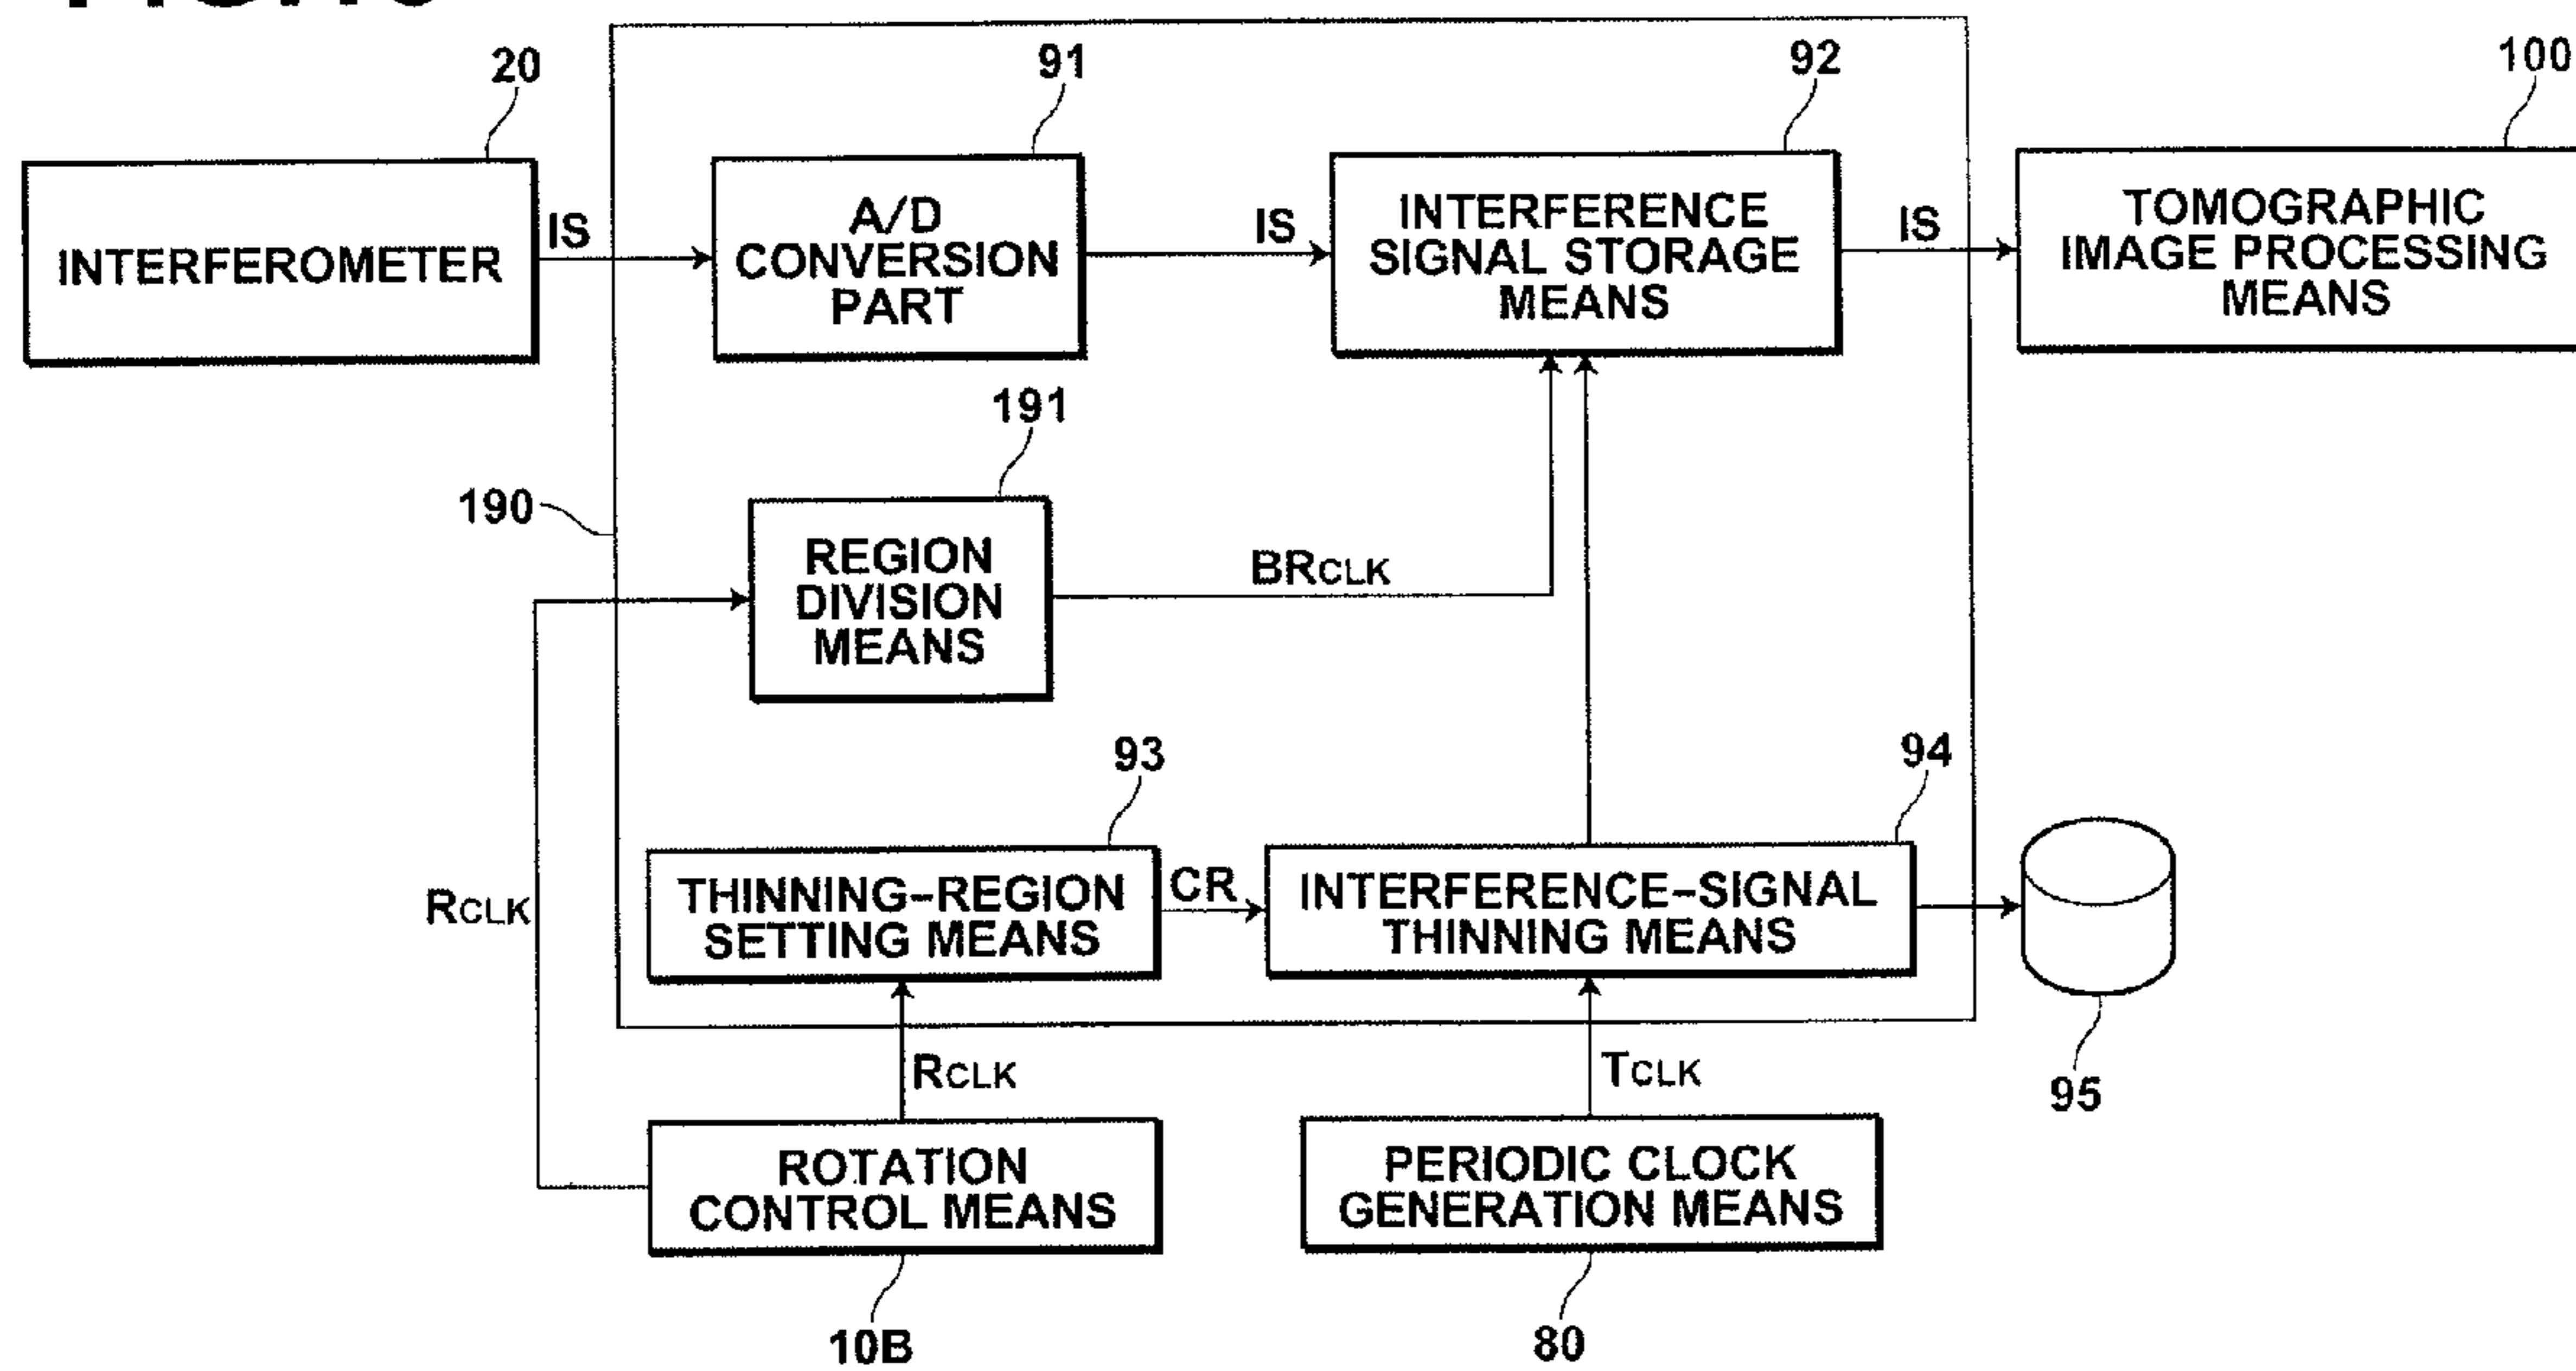 20
91
92
100
INTERFEROMETER
IS
A/D
CONVERSION
PART
IS
INTERFERENCE
SIGNAL STORAGE
MEANS
IS
TOMOGRAPHIC
IMAGE PROCESSING
MEANS
191
190
REGION
DIVISION
MEANS
BRCLK
93
94
RCLK
THINNING-REGION
SETTING MEANS
CR
INTERFERENCE-SIGNAL
THINNING MEANS
RCLK
TCLK
95
ROTATION
CONTROL MEANS
PERIODIC CLOCK
GENERATION MEANS
10B
80